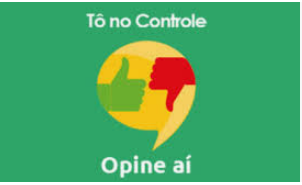 Tô no Controle
Opine aí